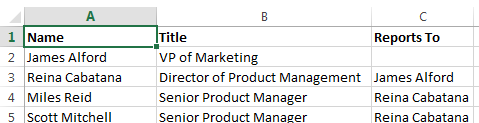 A B C
1 Name Title Reports To
2 James Alford VP of Marketing
3 Reina Cabatana Director of Product Management James Alford
4 Miles Reid Senior Product Manager Reina Cabatana
5 Scott Mitchell Senior Product Manager Reina Cabatana